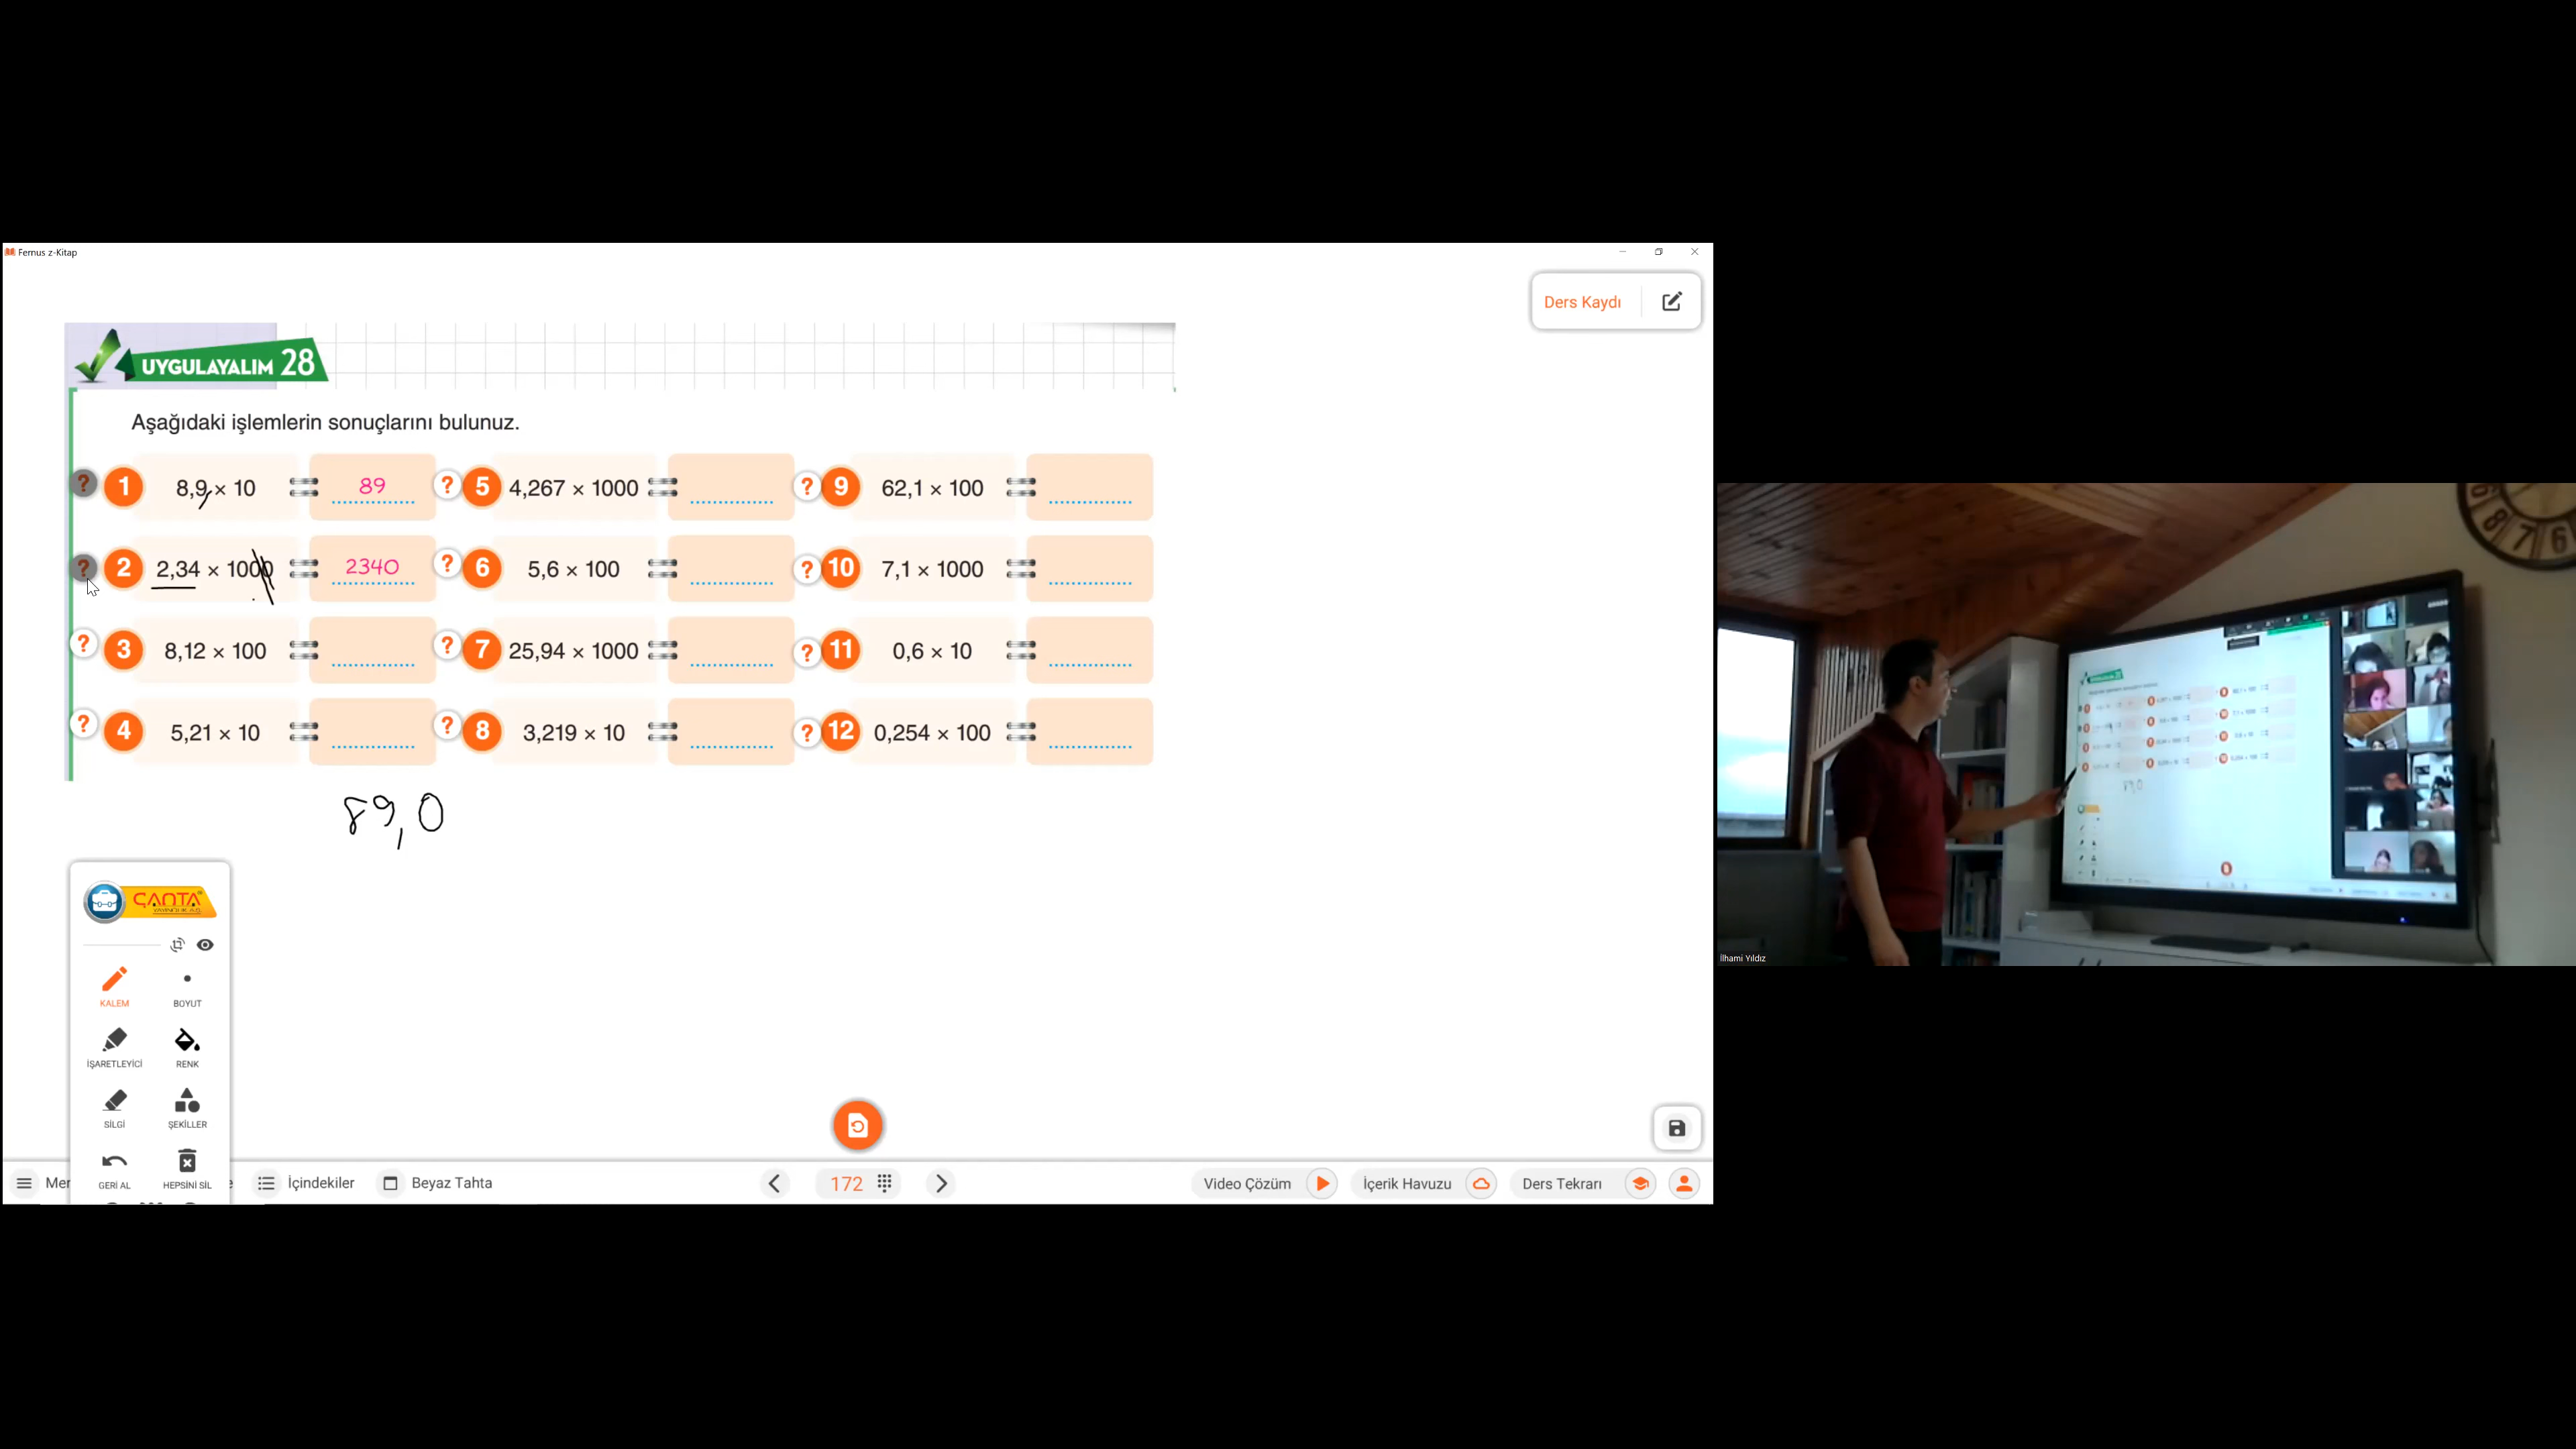 Fernus z-Kitap
Ders Kaydı
UYGULAYALIM 28
Aşağıdaki işlemlerin sonuçlarını bulunuz.
? 1 8,9 × 10 = 89
? 2 2,34 × 1000 = 2340
? 3 8,12 × 100 =
? 4 5,21 × 10 =
? 5 4,267 × 1000 =
? 6 5,6 × 100 =
? 7 25,94 × 1000 =
? 8 3,219 × 10 =
? 9 62,1 × 100 =
? 10 7,1 × 1000 =
? 11 0,6 × 10 =
? 12 0,254 × 100 =
89,0
ÇANTA
KALEM BOYUT
İŞARETLEYİCİ RENK
SİLGİ ŞEKİLLER
GERİ AL HEPSİNİ SİL
İçindekiler Beyaz Tahta 172 Video Çözüm İçerik Havuzu Ders Tekrarı
İlhami Yıldız